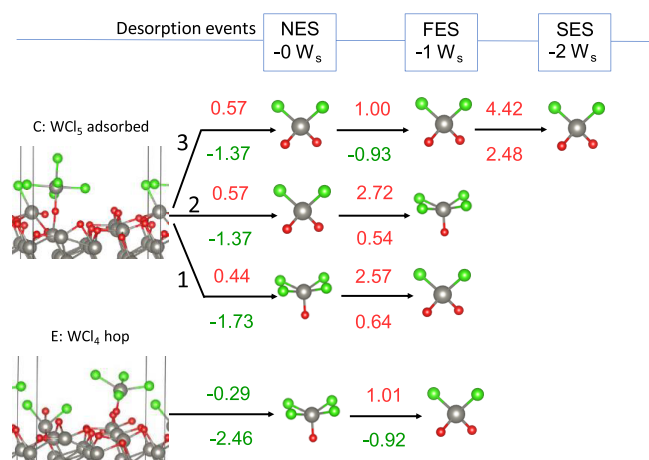 Desorption events
NES
-0 Ws
FES
-1 Ws
SES
-2 Ws
C: WCl5 adsorbed
3
0.57
-1.37
1.00
-0.93
4.42
2.48
2
0.57
-1.37
2.72
0.54
1
0.44
-1.73
2.57
0.64
E: WCl4 hop
-0.29
-2.46
1.01
-0.92